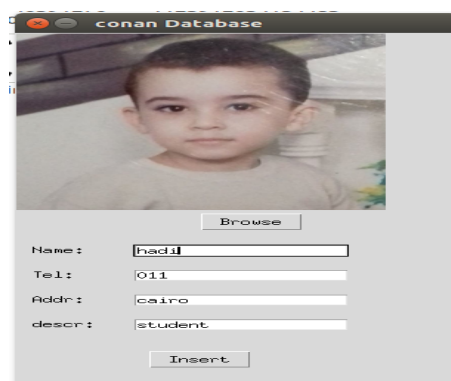 conan Database
Browse
Name: hadi
Tel: 011
Addr: cairo
descr: student
Insert